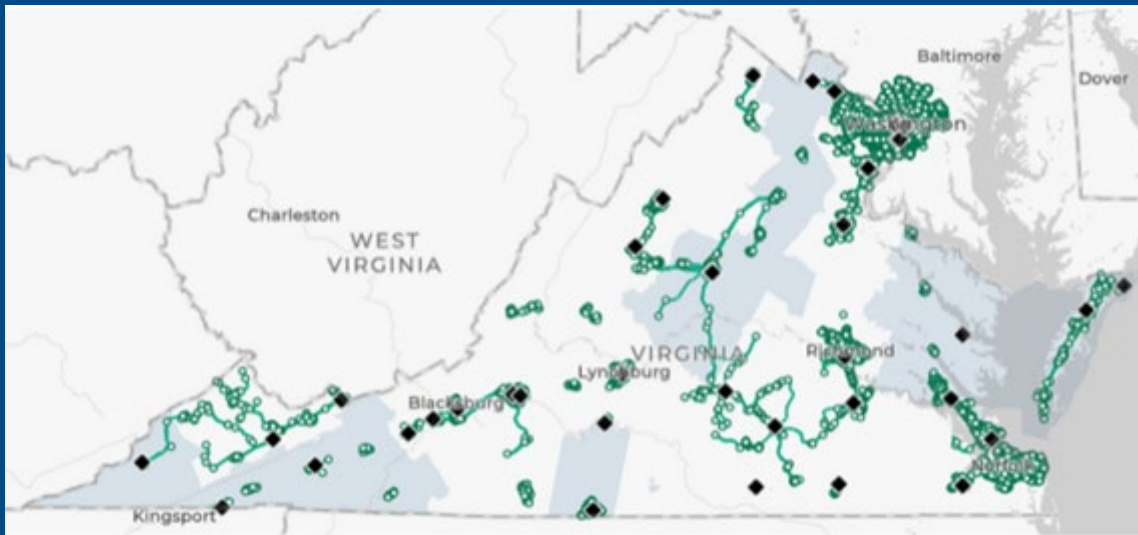 Baltimore
Dover
Washington
Charleston
WEST
VIRGINIA
VIRGINIA
Richmond
Lynchburg
Blacksburg
Norfolk
Kingsport